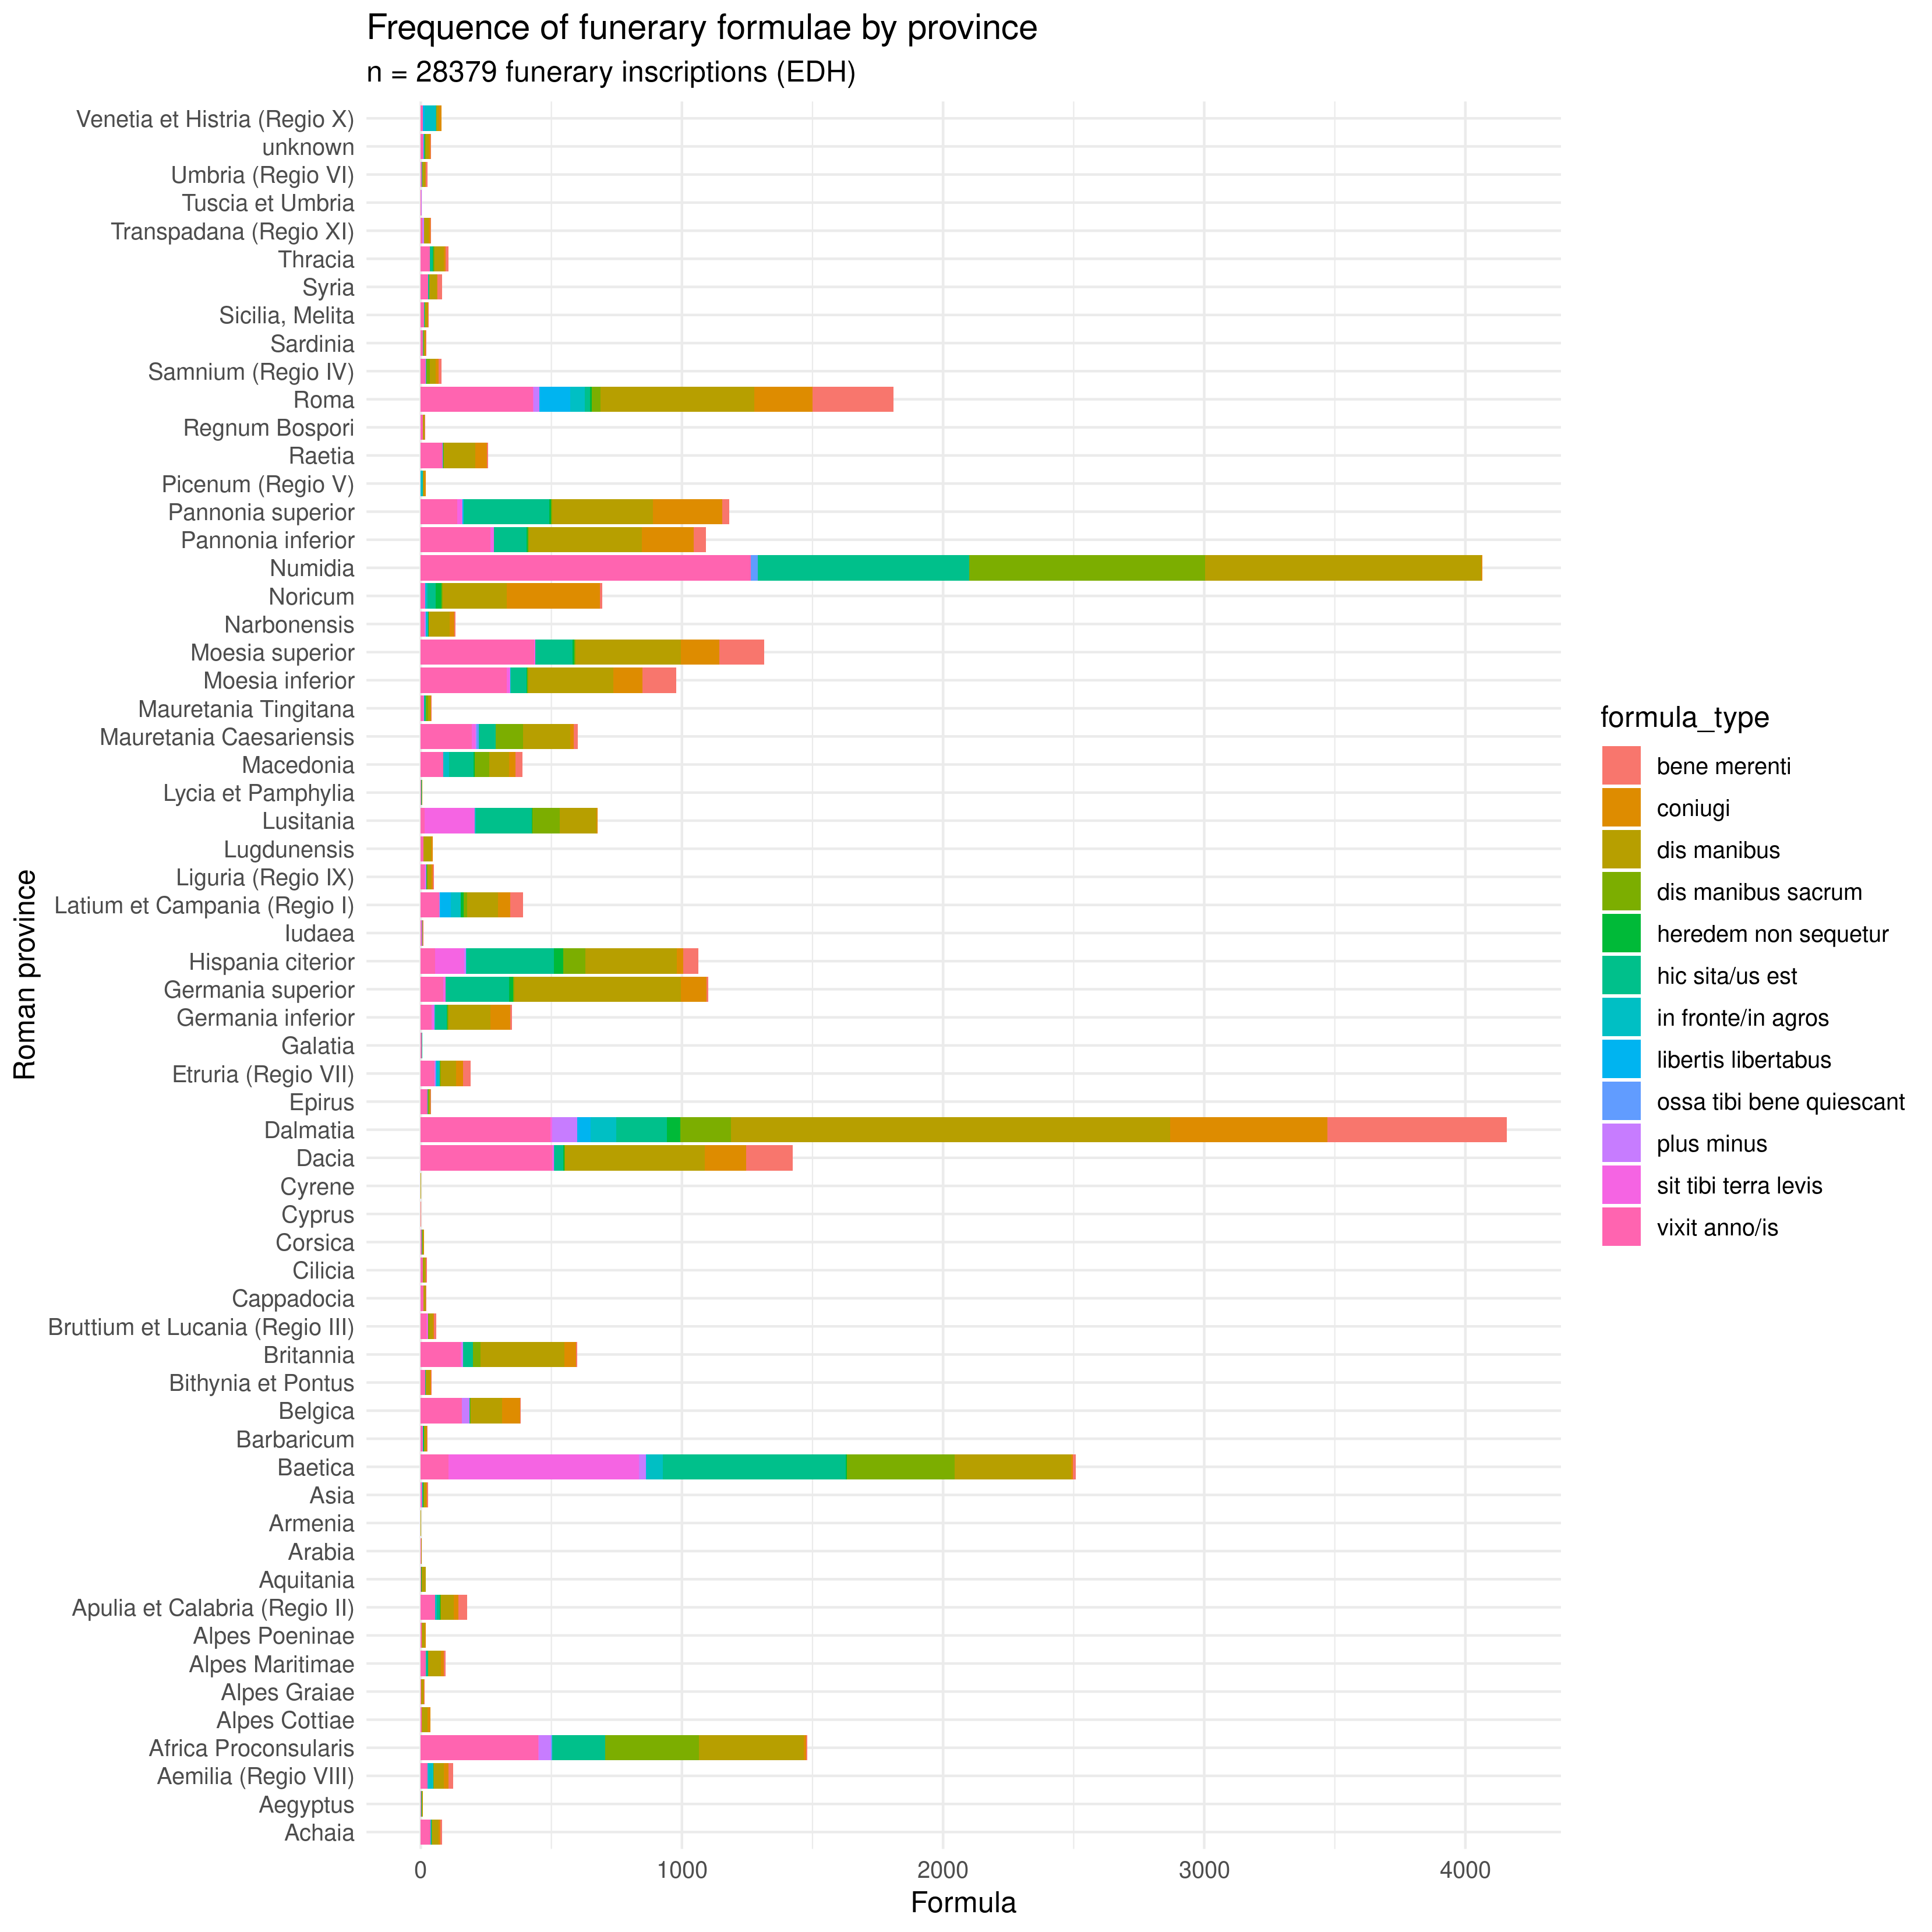 Frequence of funerary formulae by province
n = 28379 funerary inscriptions (EDH)
Roman province
Venetia et Histria (Regio X)
unknown
Umbria (Regio VI)
Tuscia et Umbria
Transpadana (Regio XI)
Thracia
Syria
Sicilia, Melita
Sardinia
Samnium (Regio IV)
Roma
Regnum Bospori
Raetia
Picenum (Regio V)
Pannonia superior
Pannonia inferior
Numidia
Noricum
Narbonensis
Moesia superior
Moesia inferior
Mauretania Tingitana
Mauretania Caesariensis
Macedonia
Lycia et Pamphylia
Lusitania
Lugdunensis
Liguria (Regio IX)
Latium et Campania (Regio I)
Iudaea
Hispania citerior
Germania superior
Germania inferior
Galatia
Etruria (Regio VII)
Epirus
Dalmatia
Dacia
Cyrene
Cyprus
Corsica
Cilicia
Cappadocia
Bruttium et Lucania (Regio III)
Britannia
Bithynia et Pontus
Belgica
Barbaricum
Baetica
Asia
Armenia
Arabia
Aquitania
Apulia et Calabria (Regio II)
Alpes Poeninae
Alpes Maritimae
Alpes Graiae
Alpes Cottiae
Africa Proconsularis
Aemilia (Regio VIII)
Aegyptus
Achaia
0 1000 2000 3000 4000
Formula
formula_type
bene merenti
coniugi
dis manibus
dis manibus sacrum
heredem non sequetur
hic sita/us est
in fronte/in agros
libertis libertabus
ossa tibi bene quiescant
plus minus
sit tibi terra levis
vixit anno/is